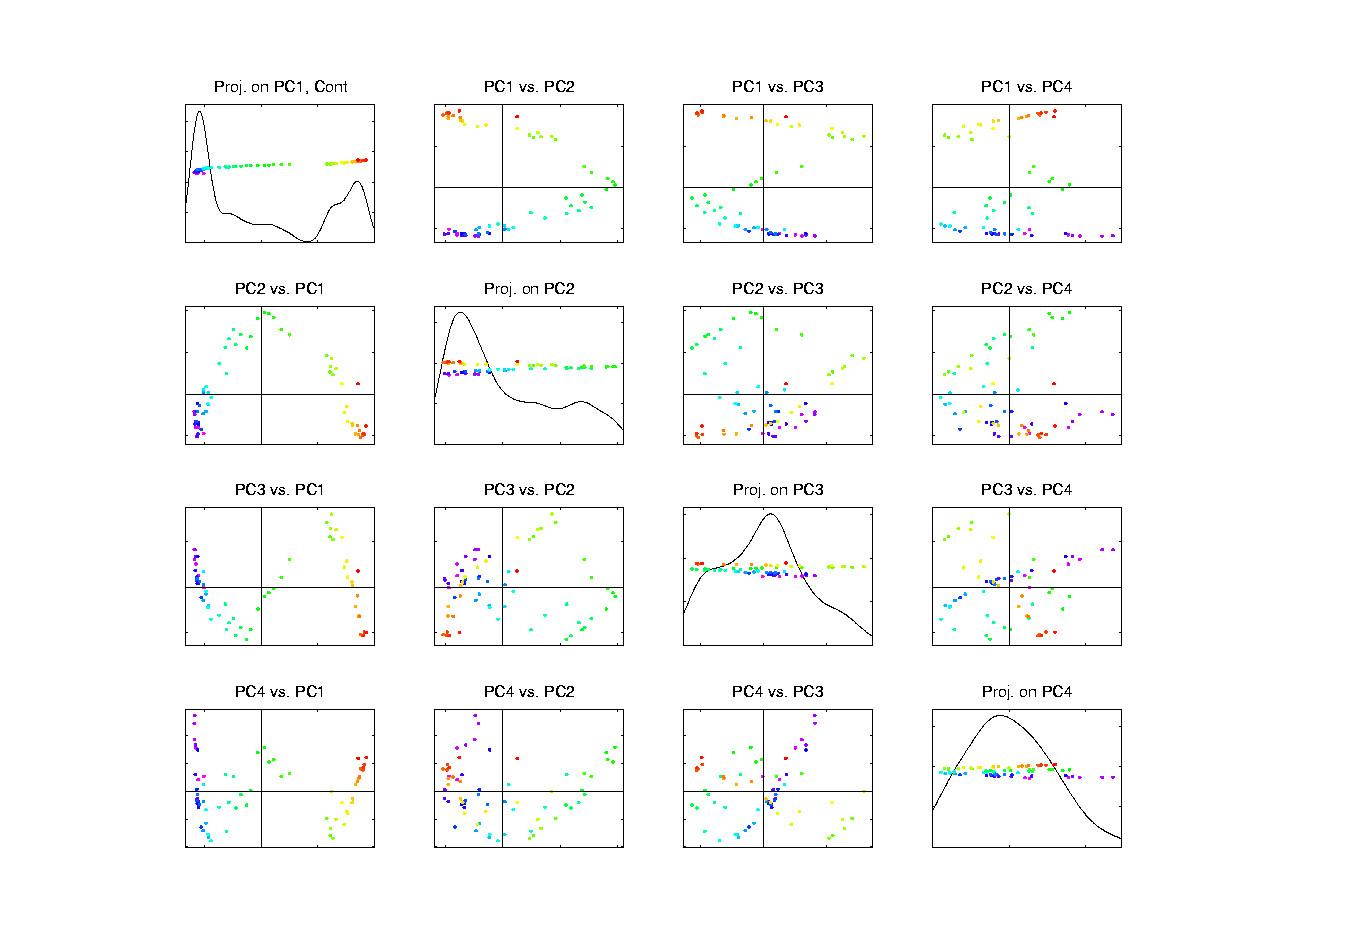 Proj. on PC1, Cont
PC1 vs. PC2
PC1 vs. PC3
PC1 vs. PC4
PC2 vs. PC1
Proj. on PC2
PC2 vs. PC3
PC2 vs. PC4
PC3 vs. PC1
PC3 vs. PC2
Proj. on PC3
PC3 vs. PC4
PC4 vs. PC1
PC4 vs. PC2
PC4 vs. PC3
Proj. on PC4